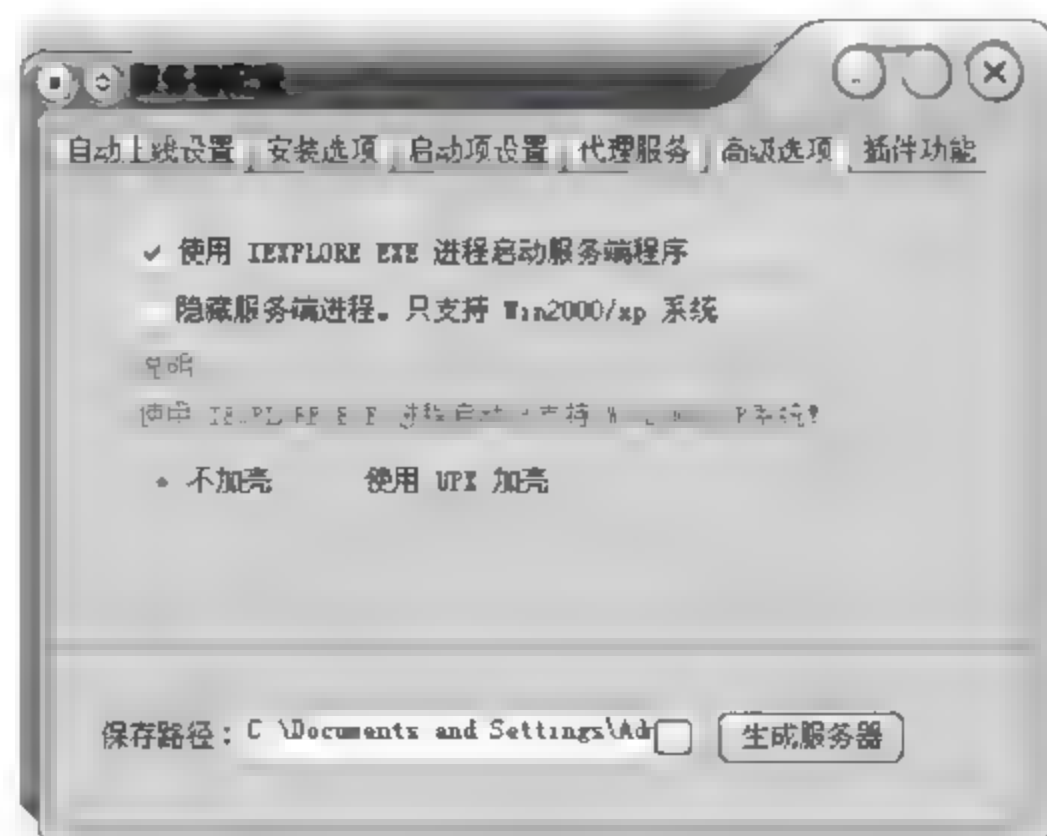 自动上线设置 安装选项 启动项设置 代理服务 高级选项 插件功能
使用 IEXPLORE EXE 进程启动服务端程序
隐藏服务端进程。只支持 Win2000/xp 系统
不加壳 使用 UPX 加壳
保存路径：C \Documents and Settings\Ad
生成服务器